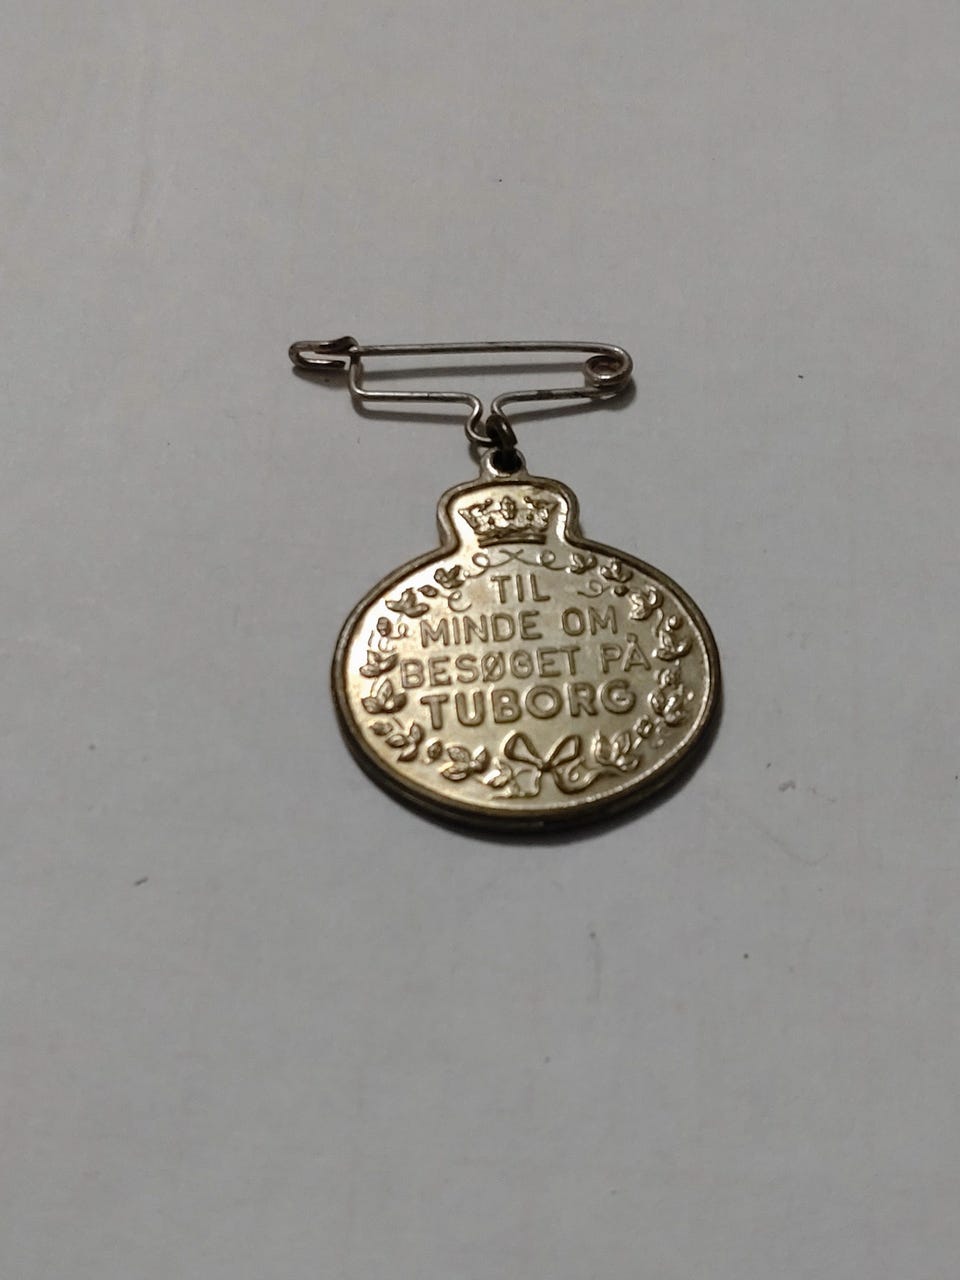 TIL
MINDE OM
BESØGET PÅ
TUBORG